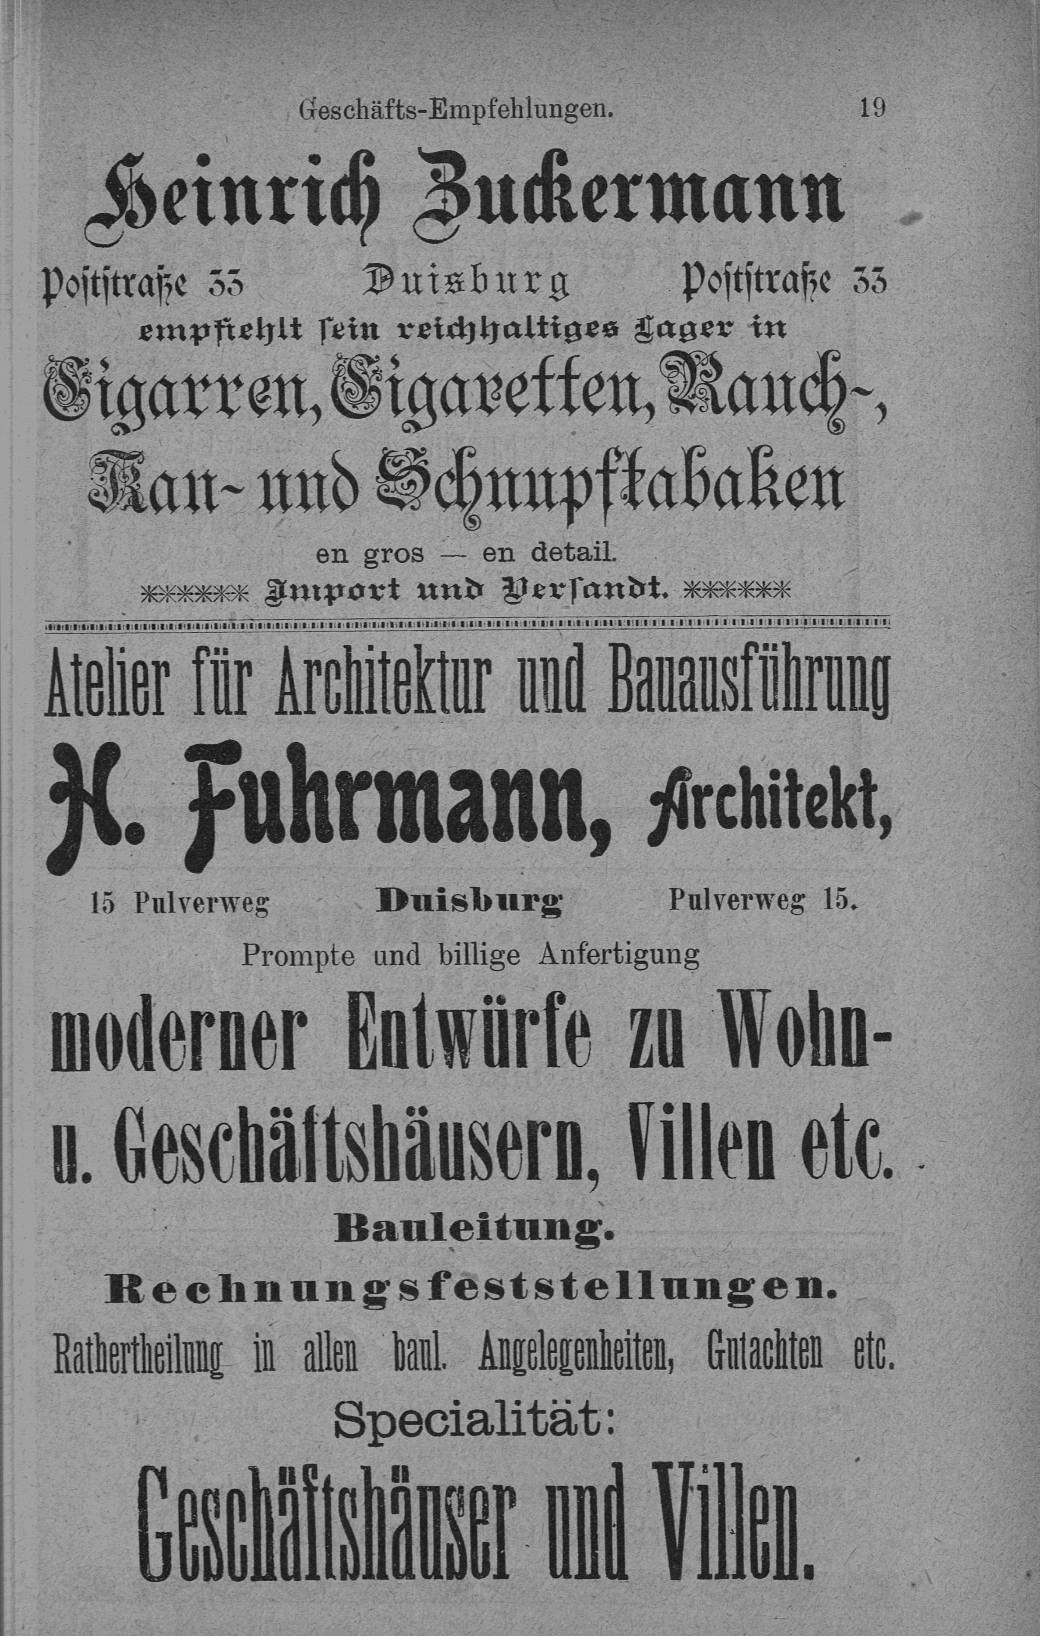 Geschäfts-Empfehlungen. 19
Heinrich Zuckermann
Poststraße 33 Duisburg Poststraße 33
empfiehlt sein reichhaltiges Lager in
Cigarren, Cigaretten, Rauch-,
Kau- und Schnupftabaken
en gros — en detail.
****** Import und Versandt. ******
Atelier für Architektur und Bauausführung
H. Fuhrmann, Architekt,
15 Pulverweg Duisburg Pulverweg 15.
Prompte und billige Anfertigung
moderner Entwürfe zu Wohn-
u. Geschäftshäusern, Villen etc.
Bauleitung.
Rechnungsfeststellungen.
Rathertheilung in allen baul. Angelegenheiten, Gutachten etc.
Specialität:
Geschäftshäuser und Villen.